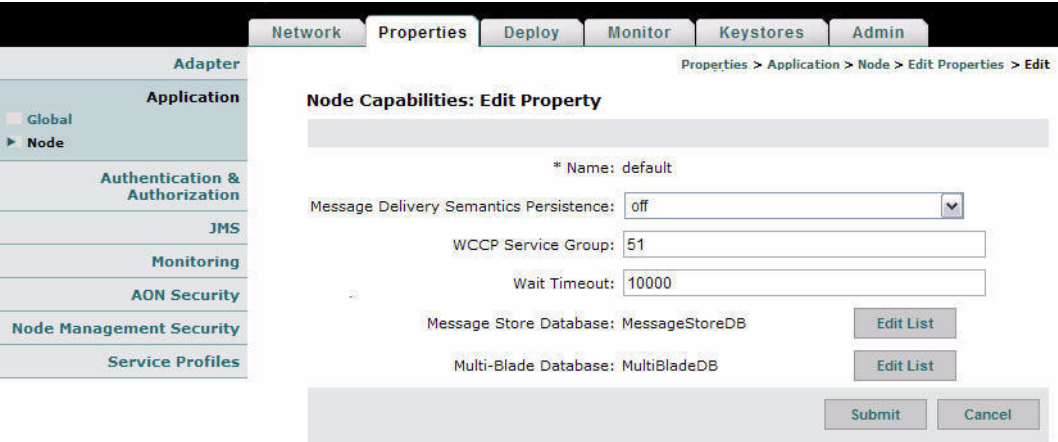 Network Properties Deploy Monitor Keystores Admin
Properties > Application > Node > Edit Properties > Edit
Adapter
Application
Global
Node
Authentication &
Authorization
JMS
Monitoring
AON Security
Node Management Security
Service Profiles
Node Capabilities: Edit Property
* Name: default
Message Delivery Semantics Persistence: off
WCCP Service Group: 51
Wait Timeout: 10000
Message Store Database: MessageStoreDB Edit List
Multi-Blade Database: MultiBladeDB Edit List
Submit Cancel